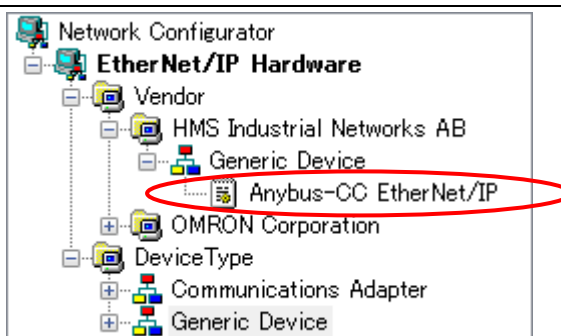 Network Configurator
EtherNet/IP Hardware
Vendor
HMS Industrial Networks AB
Generic Device
Anybus-CC EtherNet/IP
OMRON Corporation
DeviceType
Communications Adapter
Generic Device